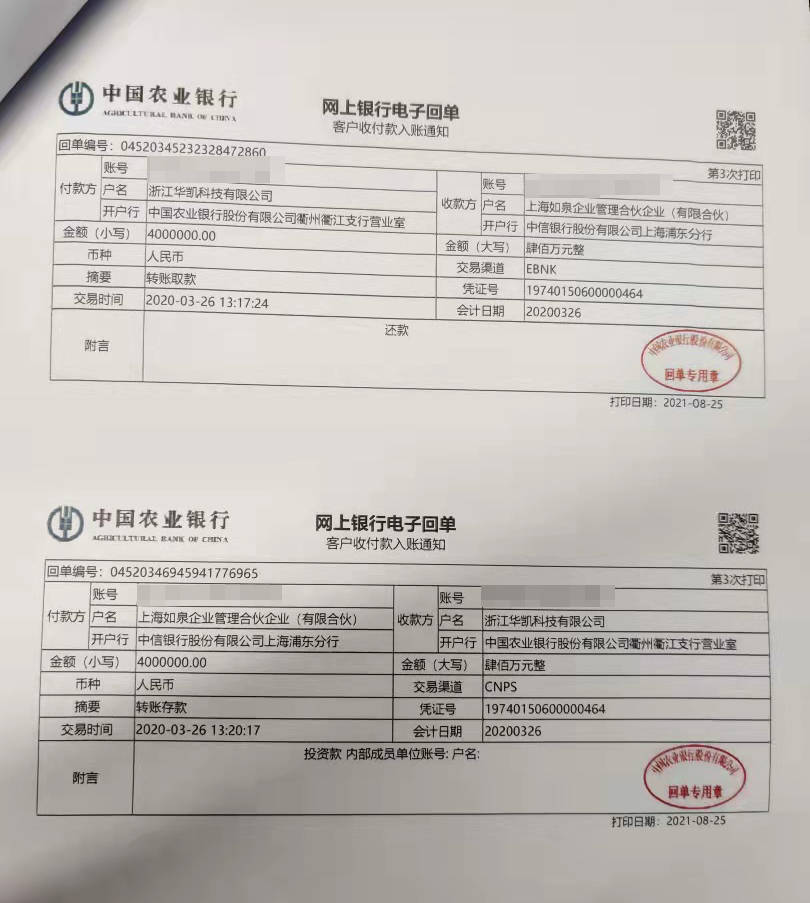 中国农业银行
AGRICULTURAL BANK OF CHINA
网上银行电子回单
客户收付款入账通知
回单编号：04520345232328472860
第3次打印
付款方
账号
户名 浙江华凯科技有限公司
开户行 中国农业银行股份有限公司衢州衢江支行营业室
收款方
账号
户名 上海如泉企业管理合伙企业（有限合伙）
开户行 中信银行股份有限公司上海浦东分行
金额（小写） 4000000.00 金额（大写） 肆佰万元整
币种 人民币 交易渠道 EBNK
摘要 转账取款 凭证号 19740150600000464
交易时间 2020-03-26 13:17:24 会计日期 20200326
附言 还款
中国农业银行股份有限公司
回单专用章
打印日期：2021-08-25
中国农业银行
AGRICULTURAL BANK OF CHINA
网上银行电子回单
客户收付款入账通知
回单编号：04520346945941776965
第3次打印
付款方
账号
户名 上海如泉企业管理合伙企业（有限合伙）
开户行 中信银行股份有限公司上海浦东分行
收款方
账号
户名 浙江华凯科技有限公司
开户行 中国农业银行股份有限公司衢州衢江支行营业室
金额（小写） 4000000.00 金额（大写） 肆佰万元整
币种 人民币 交易渠道 CNPS
摘要 转账存款 凭证号 19740150600000464
交易时间 2020-03-26 13:20:17 会计日期 20200326
附言 投资款 内部成员单位账号: 户名:
中国农业银行股份有限公司
回单专用章
打印日期：2021-08-25